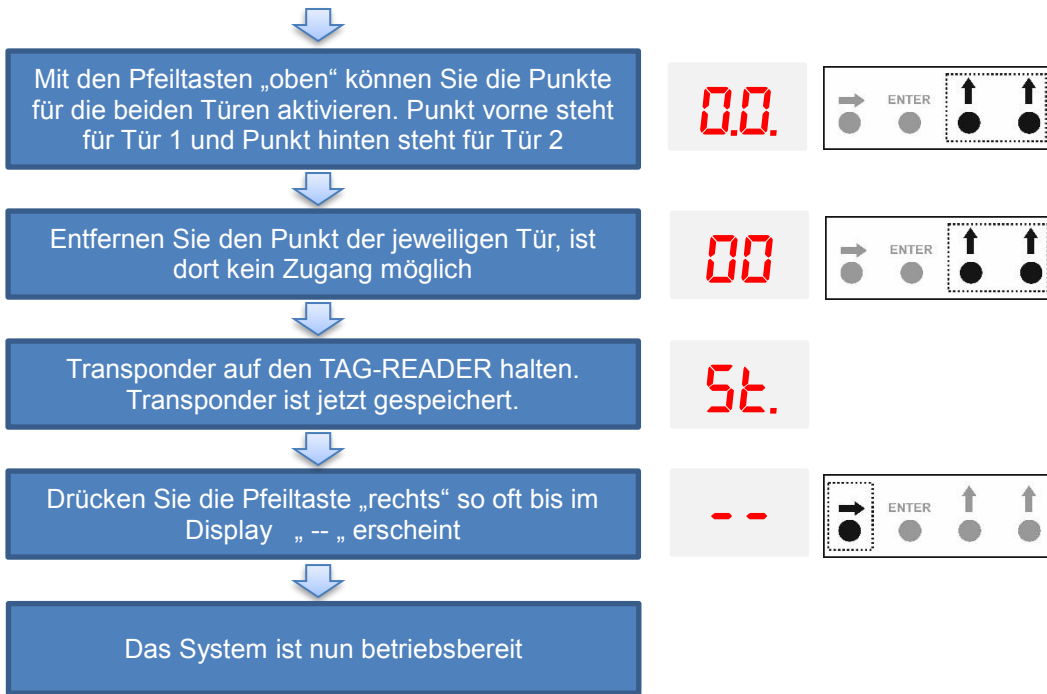 Mit den Pfeiltasten „oben“ können Sie die Punkte
für die beiden Türen aktivieren. Punkt vorne steht
für Tür 1 und Punkt hinten steht für Tür 2
0.0.
ENTER
Entfernen Sie den Punkt der jeweiligen Tür, ist
dort kein Zugang möglich
00
ENTER
Transponder auf den TAG-READER halten.
Transponder ist jetzt gespeichert.
St.
Drücken Sie die Pfeiltaste „rechts“ so oft bis im
Display „ -- „ erscheint
--
ENTER
Das System ist nun betriebsbereit